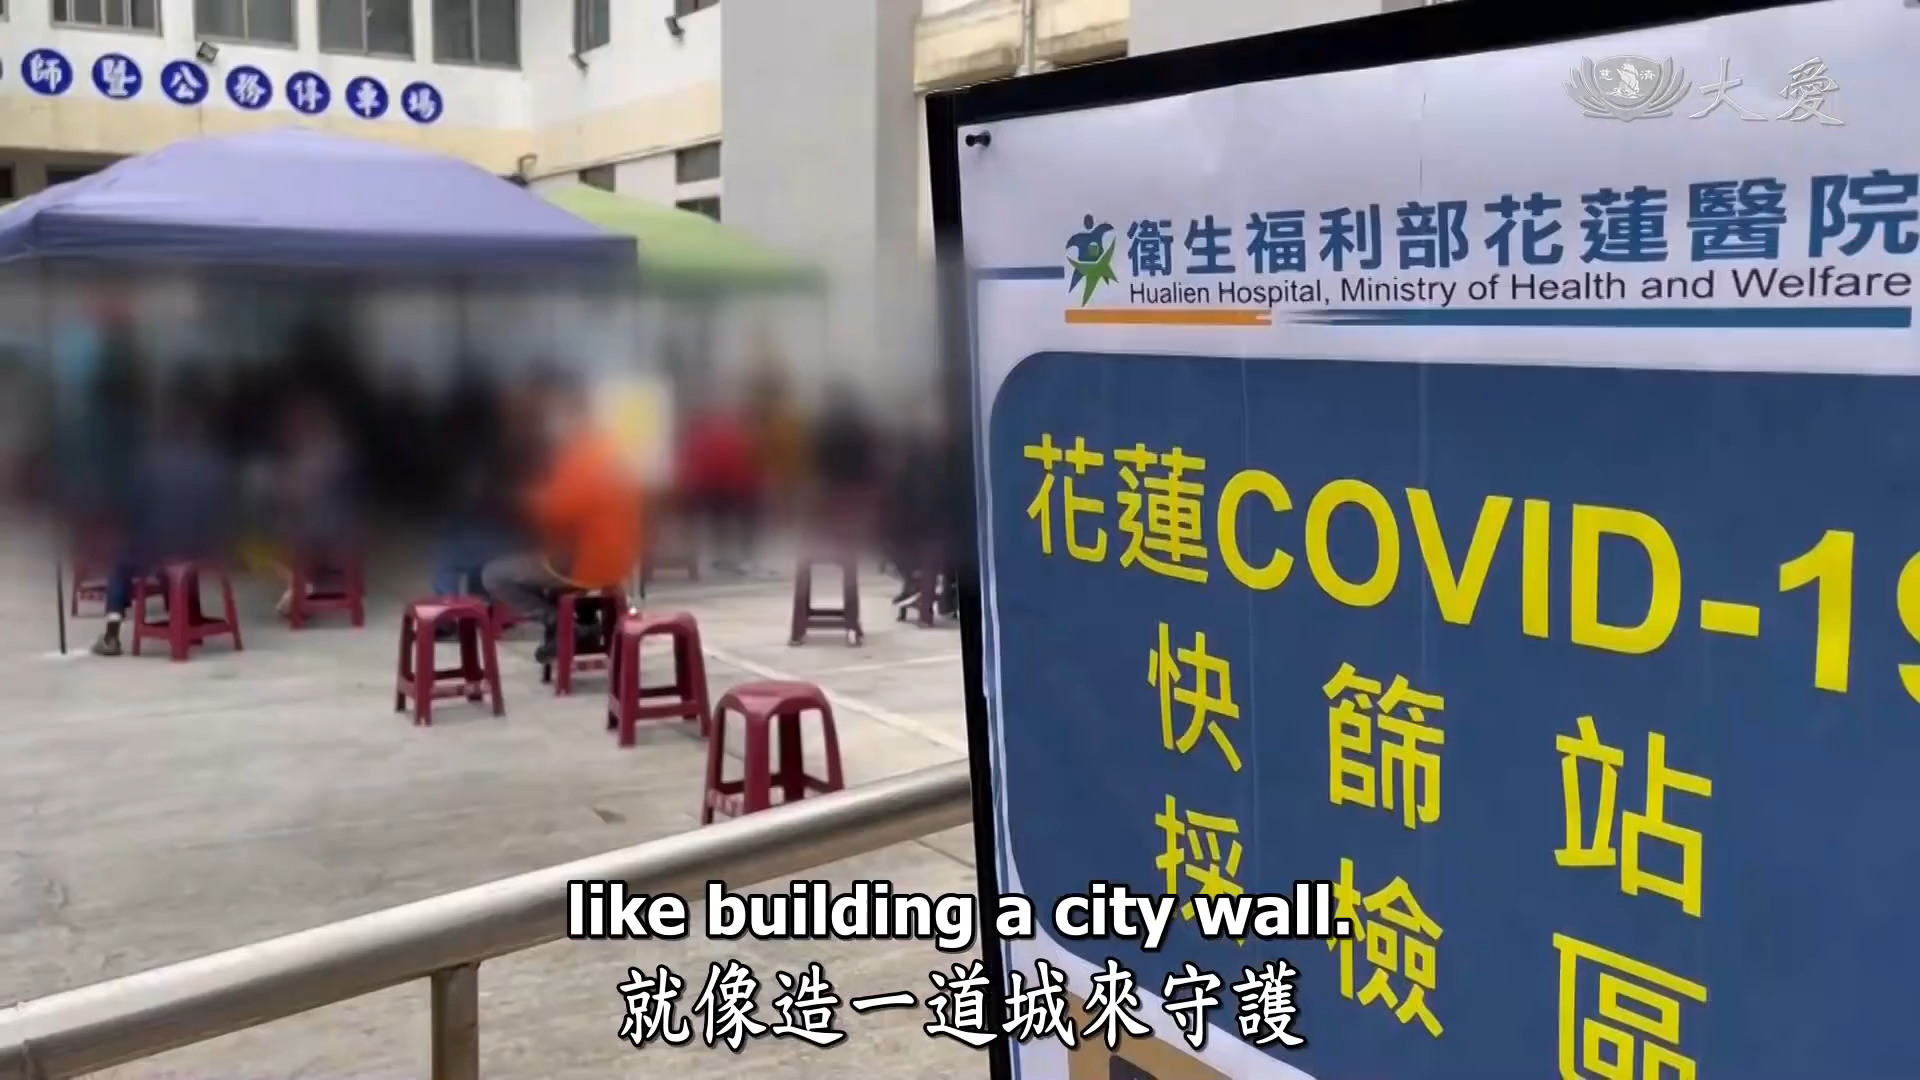 師暨公務停車場
慈濟
大愛
衛生福利部花蓮醫院
Hualien Hospital, Ministry of Health and Welfare
花蓮COVID-19
快篩站
採檢區
like building a city wall.
就像造一道城來守護